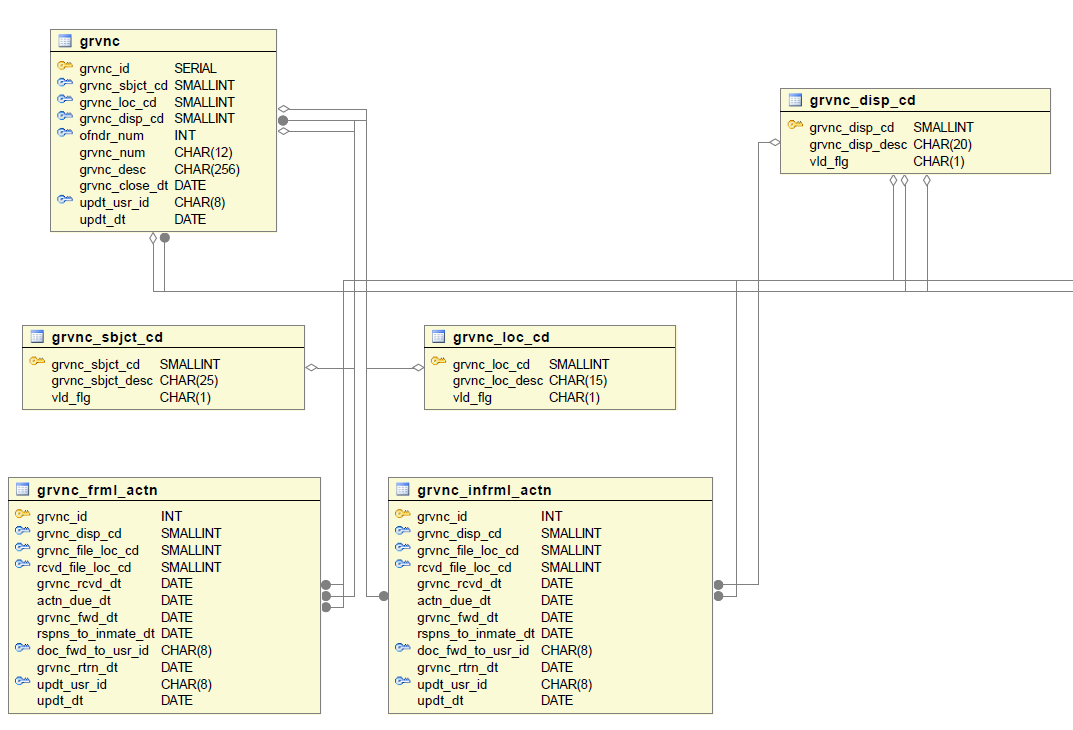 grvnc
grvnc_id SERIAL
grvnc_sbjct_cd SMALLINT
grvnc_loc_cd SMALLINT
grvnc_disp_cd SMALLINT
ofndr_num INT
grvnc_num CHAR(12)
grvnc_desc CHAR(256)
grvnc_close_dt DATE
updt_usr_id CHAR(8)
updt_dt DATE
grvnc_disp_cd
grvnc_disp_cd SMALLINT
grvnc_disp_desc CHAR(20)
vld_flg CHAR(1)
grvnc_sbjct_cd
grvnc_sbjct_cd SMALLINT
grvnc_sbjct_desc CHAR(25)
vld_flg CHAR(1)
grvnc_loc_cd
grvnc_loc_cd SMALLINT
grvnc_loc_desc CHAR(15)
vld_flg CHAR(1)
grvnc_frml_actn
grvnc_id INT
grvnc_disp_cd SMALLINT
grvnc_file_loc_cd SMALLINT
rcvd_file_loc_cd SMALLINT
grvnc_rcvd_dt DATE
actn_due_dt DATE
grvnc_fwd_dt DATE
rspns_to_inmate_dt DATE
doc_fwd_to_usr_id CHAR(8)
grvnc_rtrn_dt DATE
updt_usr_id CHAR(8)
updt_dt DATE
grvnc_infrml_actn
grvnc_id INT
grvnc_disp_cd SMALLINT
grvnc_file_loc_cd SMALLINT
rcvd_file_loc_cd SMALLINT
grvnc_rcvd_dt DATE
actn_due_dt DATE
grvnc_fwd_dt DATE
rspns_to_inmate_dt DATE
doc_fwd_to_usr_id CHAR(8)
grvnc_rtrn_dt DATE
updt_usr_id CHAR(8)
updt_dt DATE